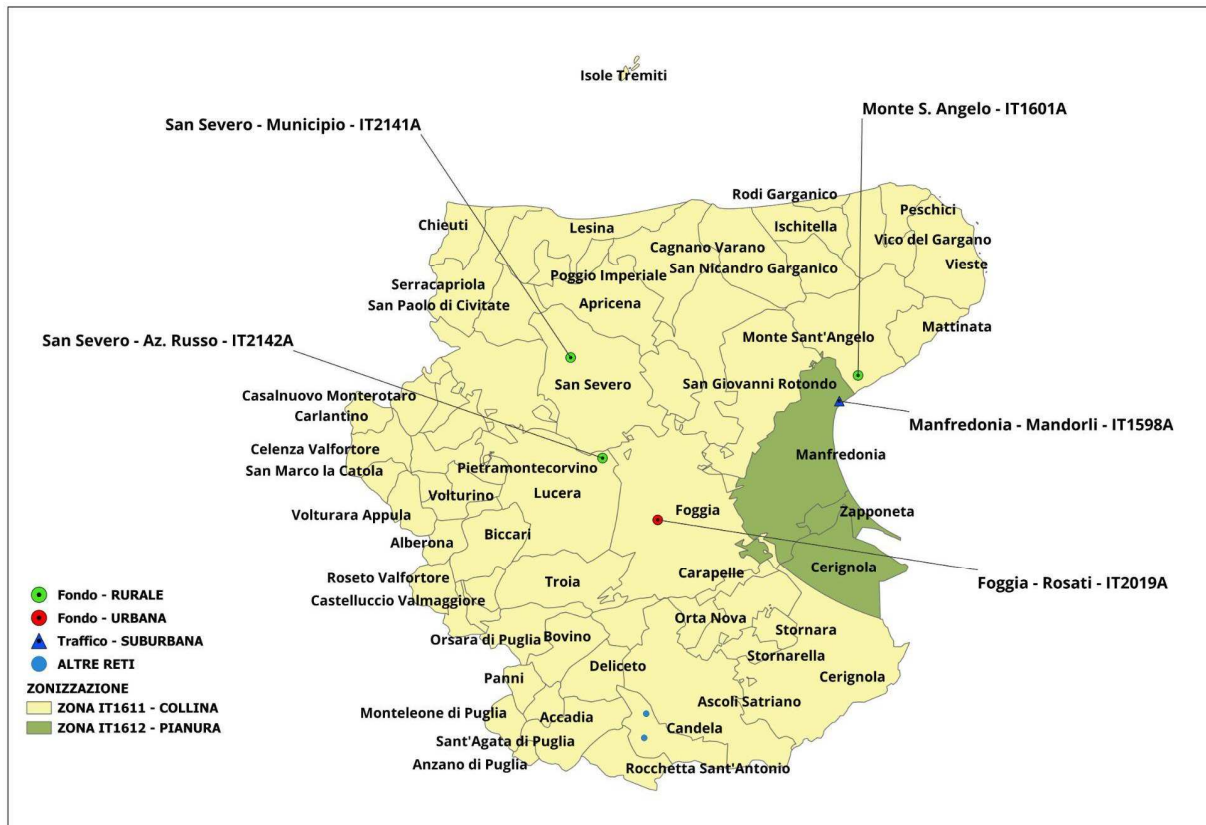 Isole Tremiti
San Severo - Municipio - IT2141A
Monte S. Angelo - IT1601A
Rodi Garganico
Peschici
Chieuti
Lesina
Ischitella
Cagnano Varano
Vico del Gargano
Poggio Imperiale
San Nicandro Garganico
Vieste
Serracapriola
San Paolo di Civitate
Apricena
Mattinata
San Severo - Az. Russo - IT2142A
Monte Sant'Angelo
San Severo
San Giovanni Rotondo
Casalnuovo Monterotaro
Carlantino
Manfredonia - Mandorli - IT1598A
Celenza Valfortore
San Marco la Catola
Pietramontecorvino
Manfredonia
Volturino
Lucera
Volturara Appula
Foggia
Zapponeta
Alberona
Biccari
Cerignola
Roseto Valfortore
Troia
Carapelle
Foggia - Rosati - IT2019A
Castelluccio Valmaggiore
Orta Nova
Orsara di Puglia
Bovino
Stornara
Deliceto
Stornarella
Panni
Cerignola
Ascoli Satriano
Monteleone di Puglia
Accadia
Candela
Sant'Agata di Puglia
Anzano di Puglia
Rocchetta Sant'Antonio
Fondo - RURALE
Fondo - URBANA
Traffico - SUBURBANA
ALTRE RETI
ZONIZZAZIONE
ZONA IT1611 - COLLINA
ZONA IT1612 - PIANURA